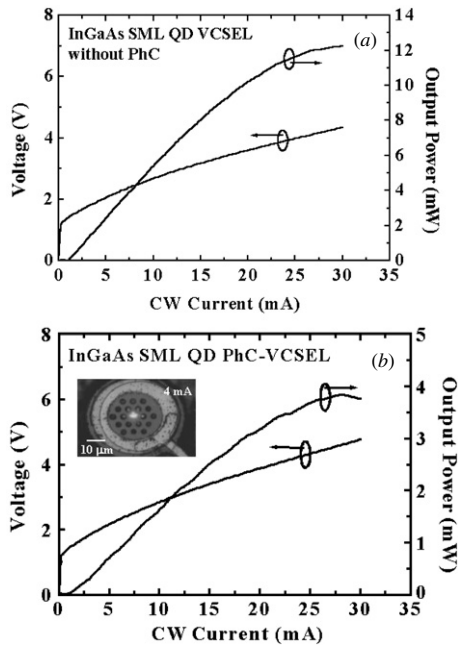 InGaAs SML QD VCSEL
without PhC
(a)
8
6
4
2
0
Voltage (V)
14
12
10
8
6
4
2
0
Output Power (mW)
0 5 10 15 20 25 30 35
CW Current (mA)
InGaAs SML QD PhC-VCSEL
(b)
4 mA
10 μm
8
6
4
2
0
Voltage (V)
5
4
3
2
1
0
Output Power (mW)
0 5 10 15 20 25 30 35
CW Current (mA)